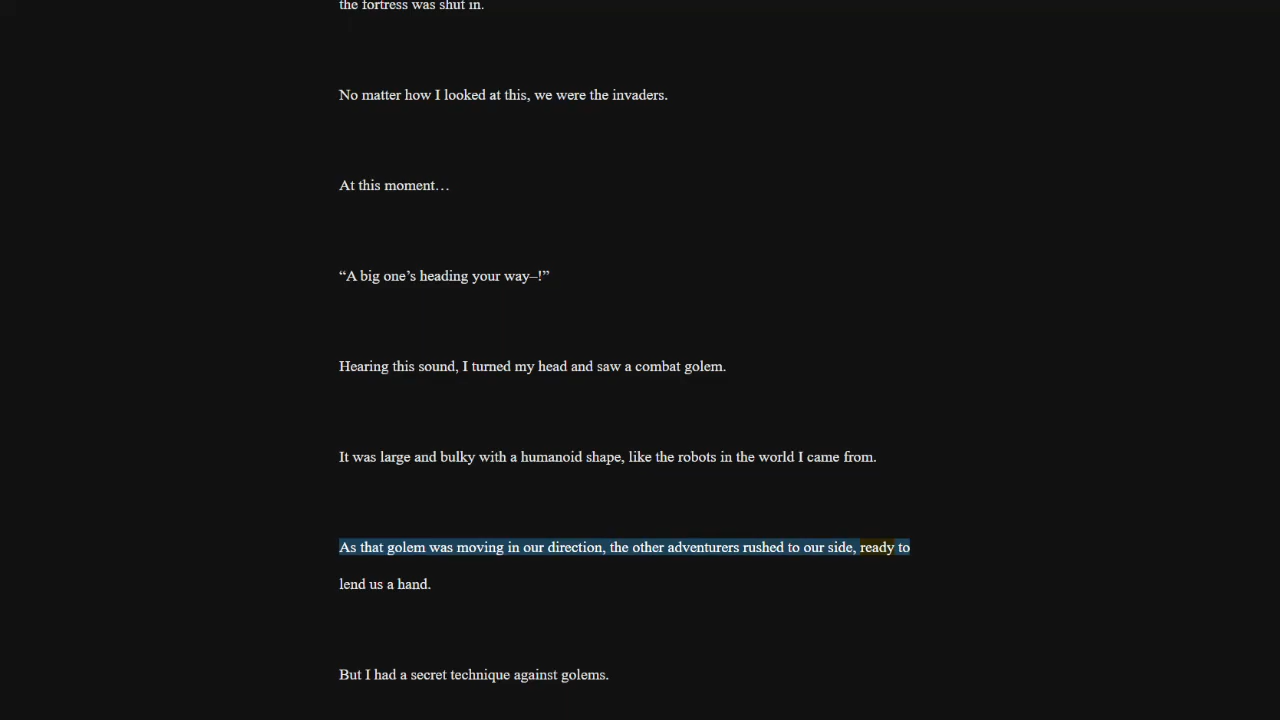 the fortress was shut in.
No matter how I looked at this, we were the invaders.
At this moment…
“A big one’s heading your way–!”
Hearing this sound, I turned my head and saw a combat golem.
It was large and bulky with a humanoid shape, like the robots in the world I came from.
As that golem was moving in our direction, the other adventurers rushed to our side, ready to
lend us a hand.
But I had a secret technique against golems.